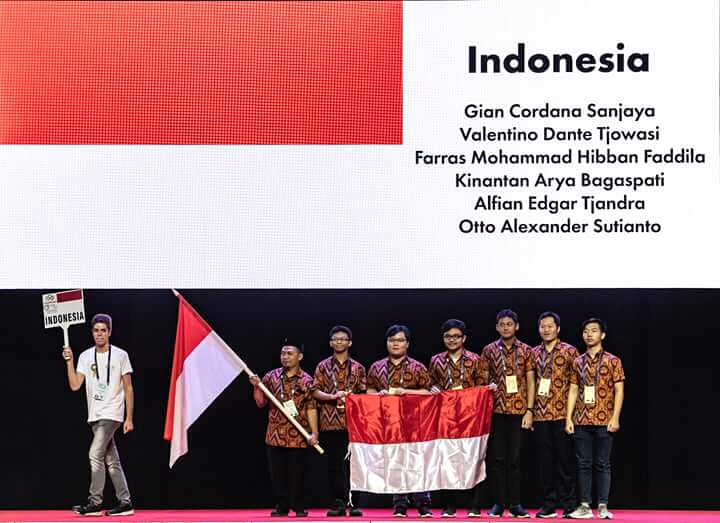 Indonesia
Gian Cordana Sanjaya
Valentino Dante Tjowasi
Farras Mohammad Hibban Faddila
Kinantan Arya Bagaspati
Alfian Edgar Tjandra
Otto Alexander Sutianto
INDONESIA